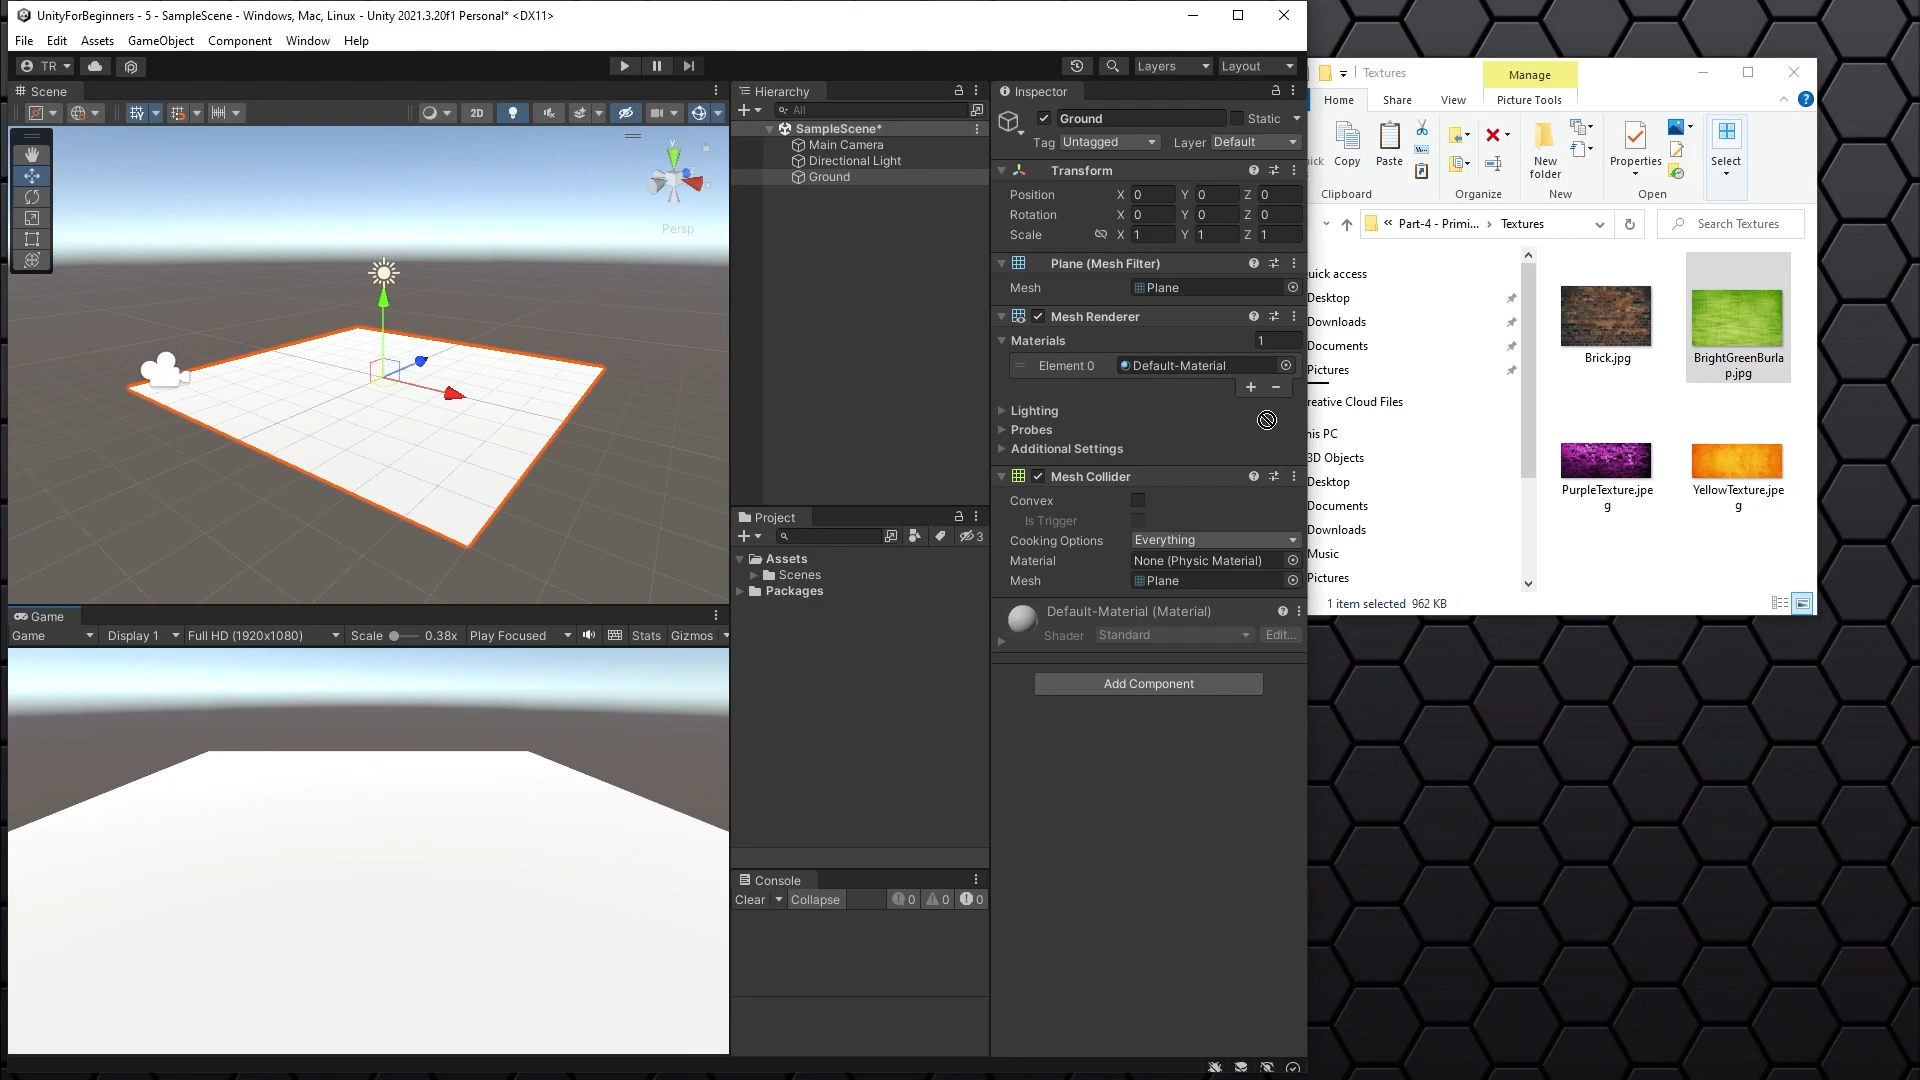 UnityForBeginners - 5 - SampleScene - Windows, Mac, Linux - Unity 2021.3.20f1 Personal* <DX11>
File Edit Assets GameObject Component Window Help
TR
Layers Layout
Scene
2D
y
x
Persp
Game
Game Display 1 Full HD (1920x1080) Scale 0.38x Play Focused Stats Gizmos
Hierarchy
All
SampleScene*
Main Camera
Directional Light
Ground
Project
3
Assets
Scenes
Packages
Console
Clear Collapse 0 0 0
Inspector
Ground Static
Tag Untagged Layer Default
Transform
Position X 0 Y 0 Z 0
Rotation X 0 Y 0 Z 0
Scale X 1 Y 1 Z 1
Plane (Mesh Filter)
Mesh Plane
Mesh Renderer
Materials 1
Element 0 Default-Material
Lighting
Probes
Additional Settings
Mesh Collider
Convex
Is Trigger
Cooking Options Everything
Material None (Physic Material)
Mesh Plane
Default-Material (Material)
Shader Standard Edit...
Add Component
Textures
Manage
Home Share View Picture Tools
uick Copy Paste
New
folder
Properties
Select
Clipboard Organize New Open
« Part-4 - Primi... › Textures
Search Textures
uick access
Desktop
Downloads
Documents
Pictures
reative Cloud Files
his PC
3D Objects
Desktop
Documents
Downloads
Music
Pictures
Brick.jpg
BrightGreenBurla
p.jpg
PurpleTexture.jpe
g
YellowTexture.jpe
g
1 item selected 962 KB